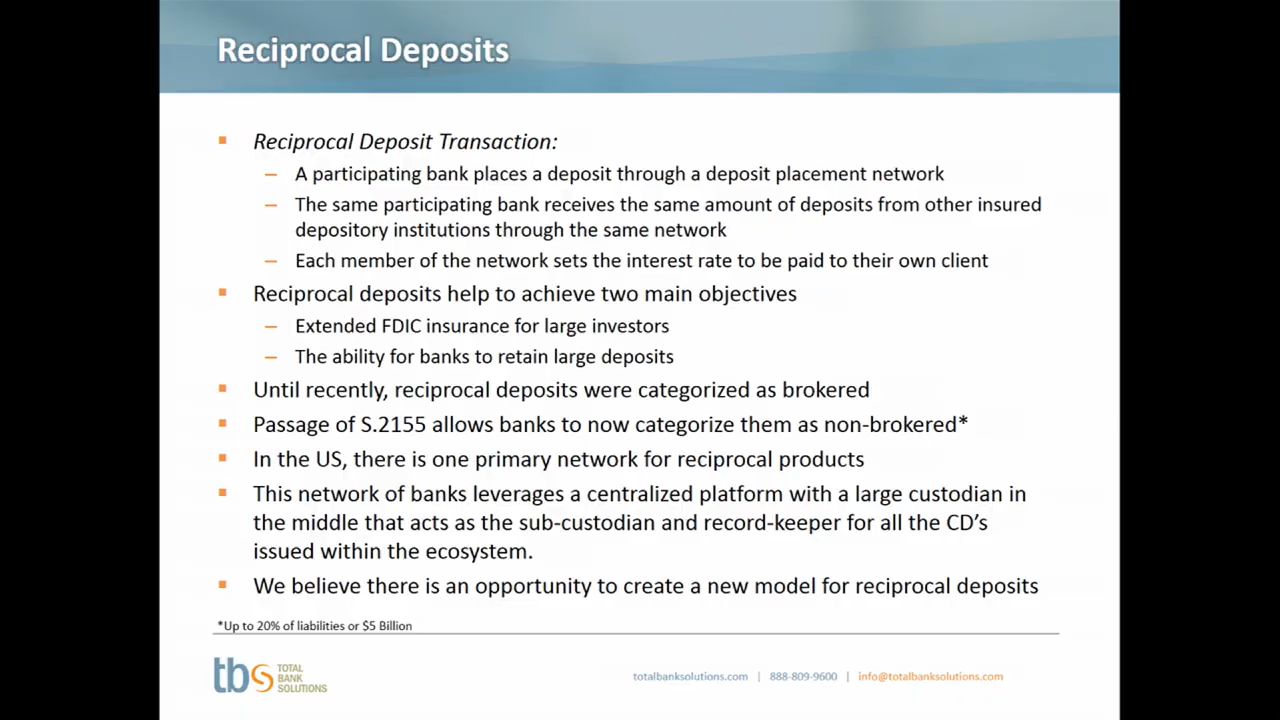 Reciprocal Deposits
Reciprocal Deposit Transaction:
– A participating bank places a deposit through a deposit placement network
– The same participating bank receives the same amount of deposits from other insured
depository institutions through the same network
– Each member of the network sets the interest rate to be paid to their own client
Reciprocal deposits help to achieve two main objectives
– Extended FDIC insurance for large investors
– The ability for banks to retain large deposits
Until recently, reciprocal deposits were categorized as brokered
Passage of S.2155 allows banks to now categorize them as non-brokered*
In the US, there is one primary network for reciprocal products
This network of banks leverages a centralized platform with a large custodian in
the middle that acts as the sub-custodian and record-keeper for all the CD’s
issued within the ecosystem.
We believe there is an opportunity to create a new model for reciprocal deposits
*Up to 20% of liabilities or $5 Billion
tbs
TOTAL
BANK
SOLUTIONS
totalbanksolutions.com | 888-809-9600 | info@totalbanksolutions.com